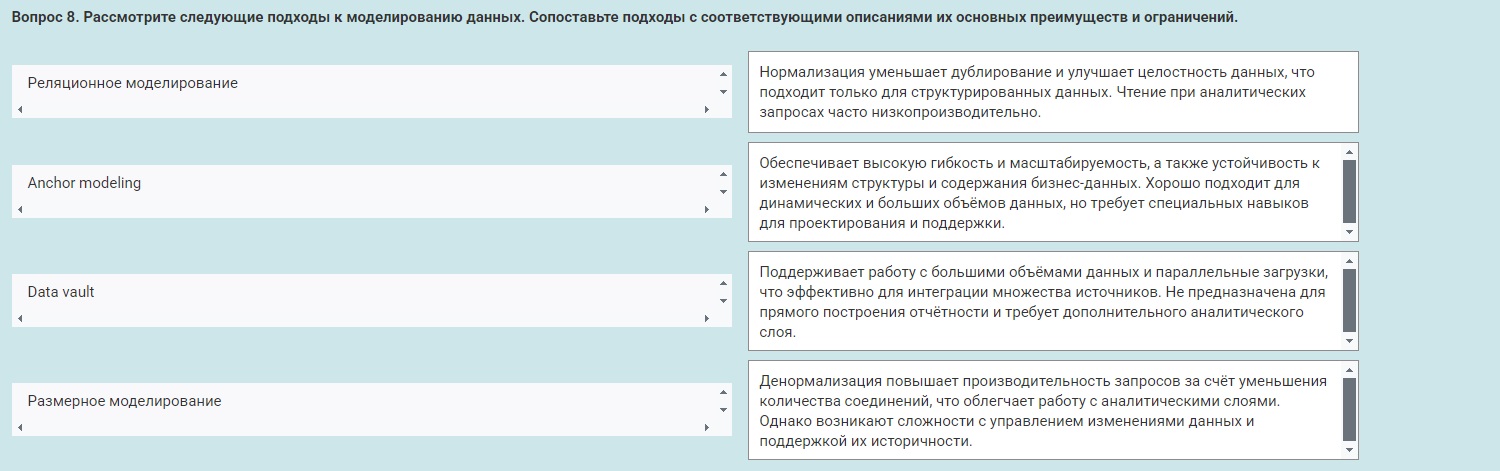 Вопрос 8. Рассмотрите следующие подходы к моделированию данных. Сопоставьте подходы с соответствующими описаниями их основных преимуществ и ограничений.
Реляционное моделирование
Нормализация уменьшает дублирование и улучшает целостность данных, что
подходит только для структурированных данных. Чтение при аналитических
запросах часто низкопроизводительно.
Anchor modeling
Обеспечивает высокую гибкость и масштабируемость, а также устойчивость к
изменениям структуры и содержания бизнес-данных. Хорошо подходит для
динамических и больших объёмов данных, но требует специальных навыков
для проектирования и поддержки.
Data vault
Поддерживает работу с большими объёмами данных и параллельные загрузки,
что эффективно для интеграции множества источников. Не предназначена для
прямого построения отчётности и требует дополнительного аналитического
слоя.
Размерное моделирование
Денормализация повышает производительность запросов за счёт уменьшения
количества соединений, что облегчает работу с аналитическими слоями.
Однако возникают сложности с управлением изменениями данных и
поддержкой их историчности.